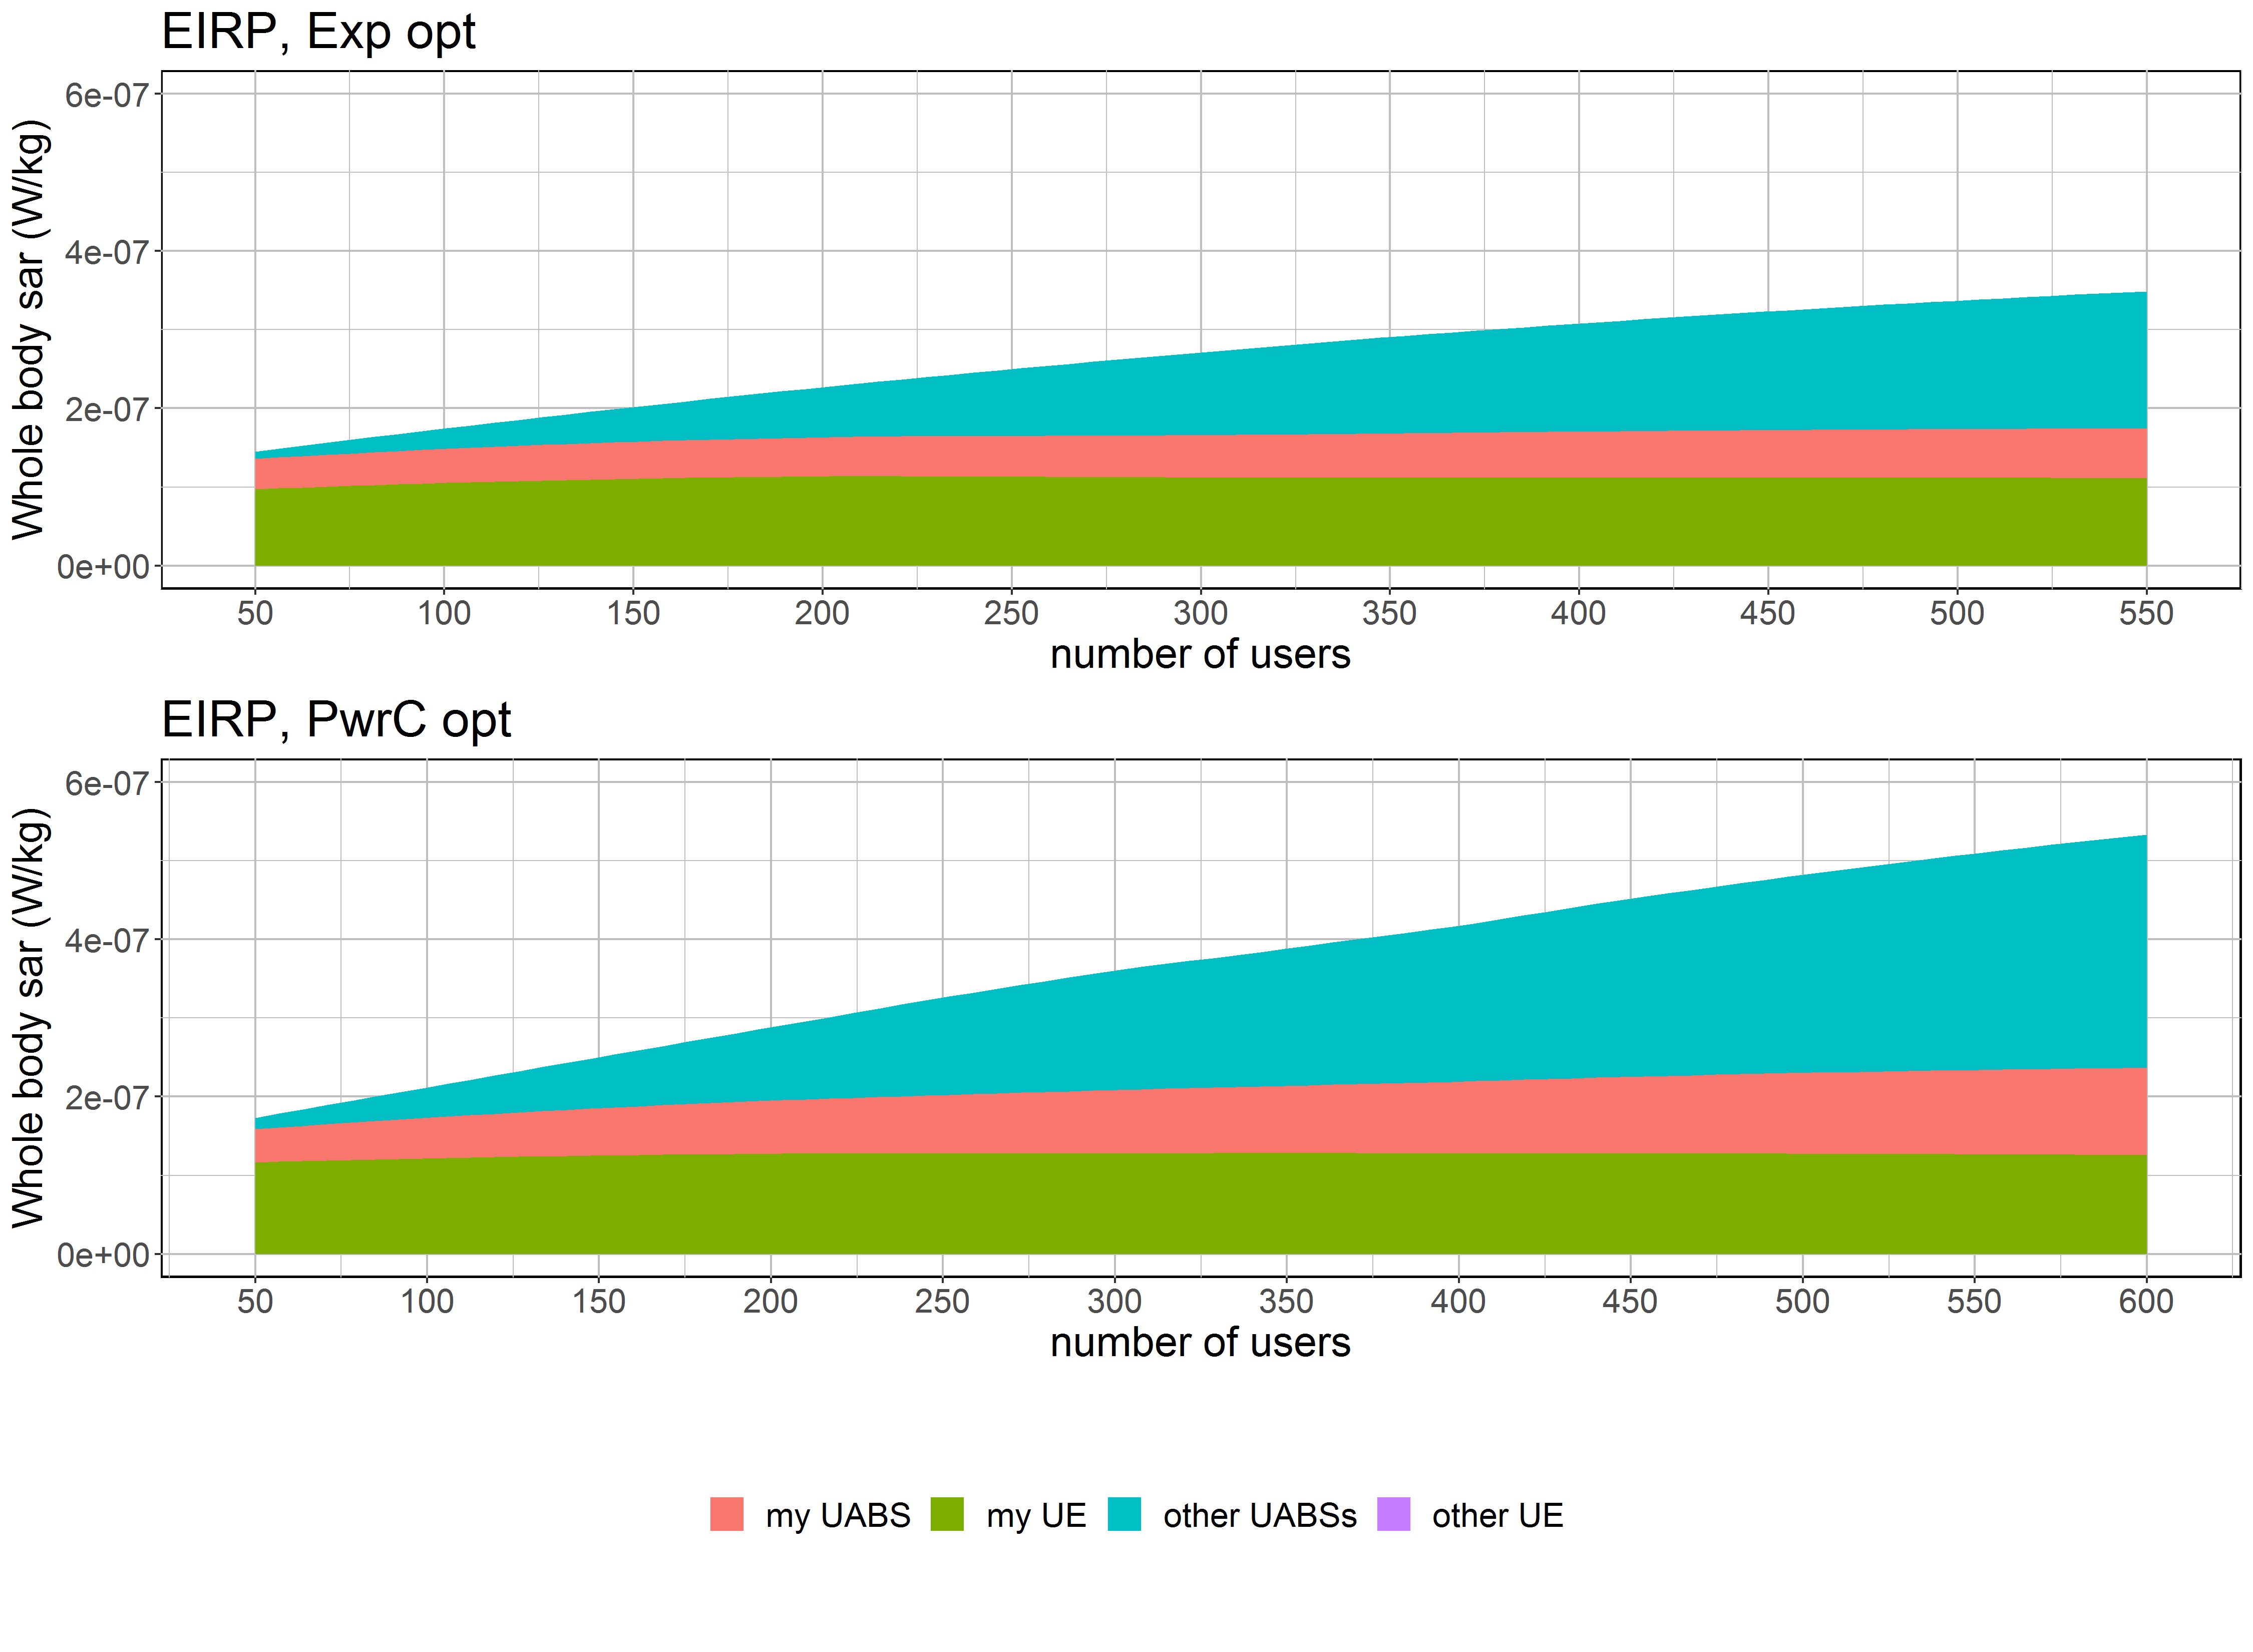 EIRP, Exp opt
Whole body sar (W/kg)
6e-07
4e-07
2e-07
0e+00
50 100 150 200 250 300 350 400 450 500 550
number of users
EIRP, PwrC opt
Whole body sar (W/kg)
6e-07
4e-07
2e-07
0e+00
50 100 150 200 250 300 350 400 450 500 550 600
number of users
my UABS my UE other UABSs other UE